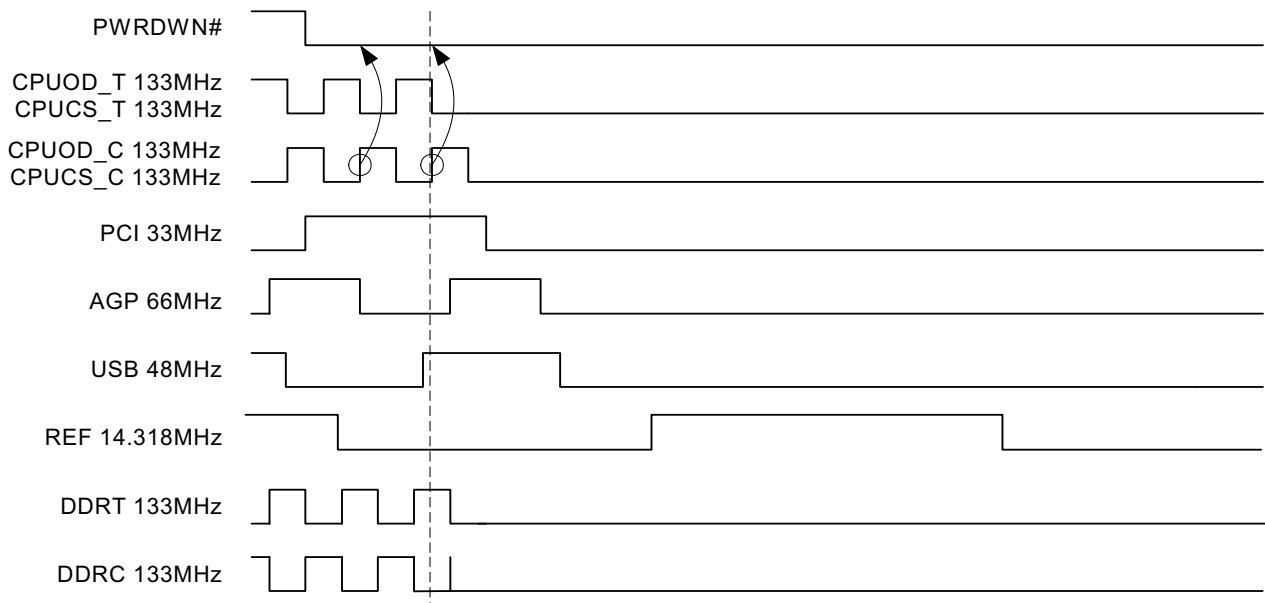 PWRDWN#
CPUOD_T 133MHz
CPUCS_T 133MHz
CPUOD_C 133MHz
CPUCS_C 133MHz
PCI 33MHz
AGP 66MHz
USB 48MHz
REF 14.318MHz
DDRT 133MHz
DDRC 133MHz